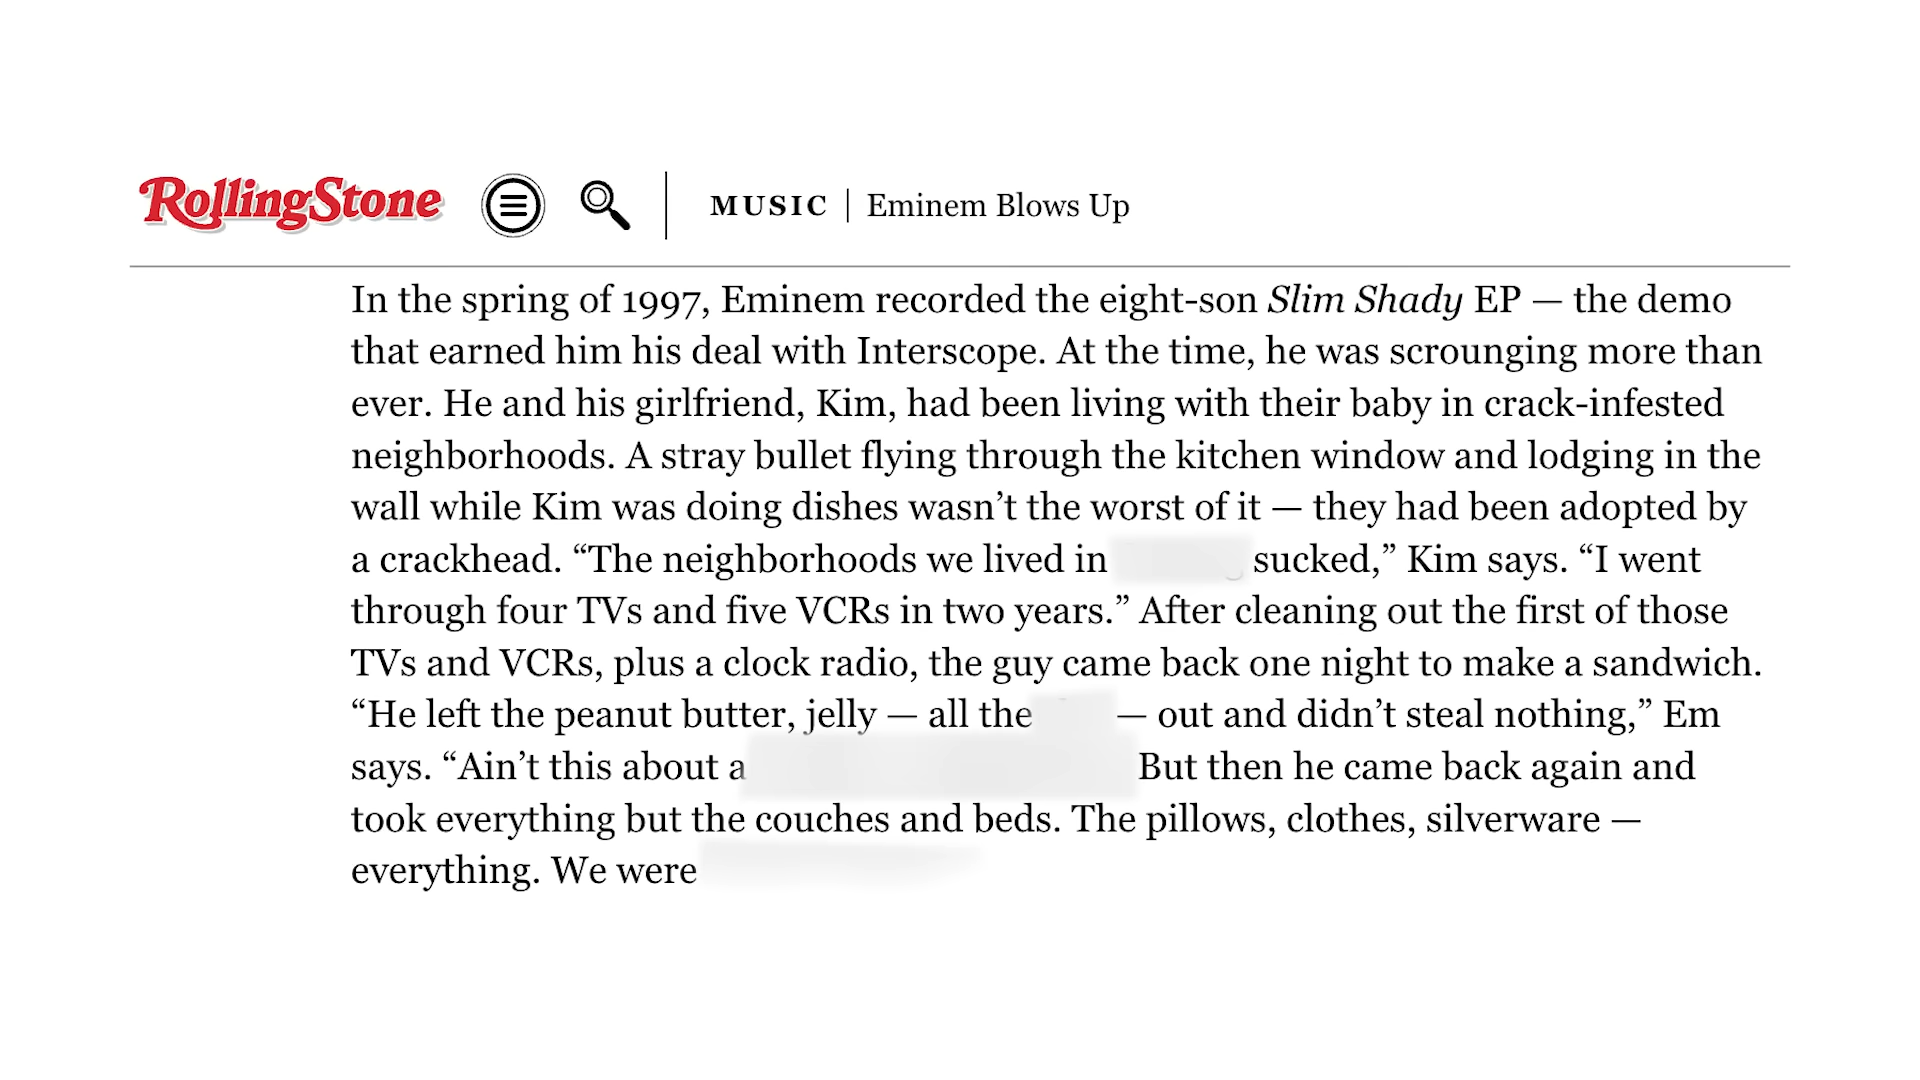 RollingStone
MUSIC | Eminem Blows Up
In the spring of 1997, Eminem recorded the eight-son Slim Shady EP — the demo
that earned him his deal with Interscope. At the time, he was scrounging more than
ever. He and his girlfriend, Kim, had been living with their baby in crack-infested
neighborhoods. A stray bullet flying through the kitchen window and lodging in the
wall while Kim was doing dishes wasn’t the worst of it — they had been adopted by
a crackhead. “The neighborhoods we lived in sucked,” Kim says. “I went
through four TVs and five VCRs in two years.” After cleaning out the first of those
TVs and VCRs, plus a clock radio, the guy came back one night to make a sandwich.
“He left the peanut butter, jelly — all the — out and didn’t steal nothing,” Em
says. “Ain’t this about a But then he came back again and
took everything but the couches and beds. The pillows, clothes, silverware —
everything. We were